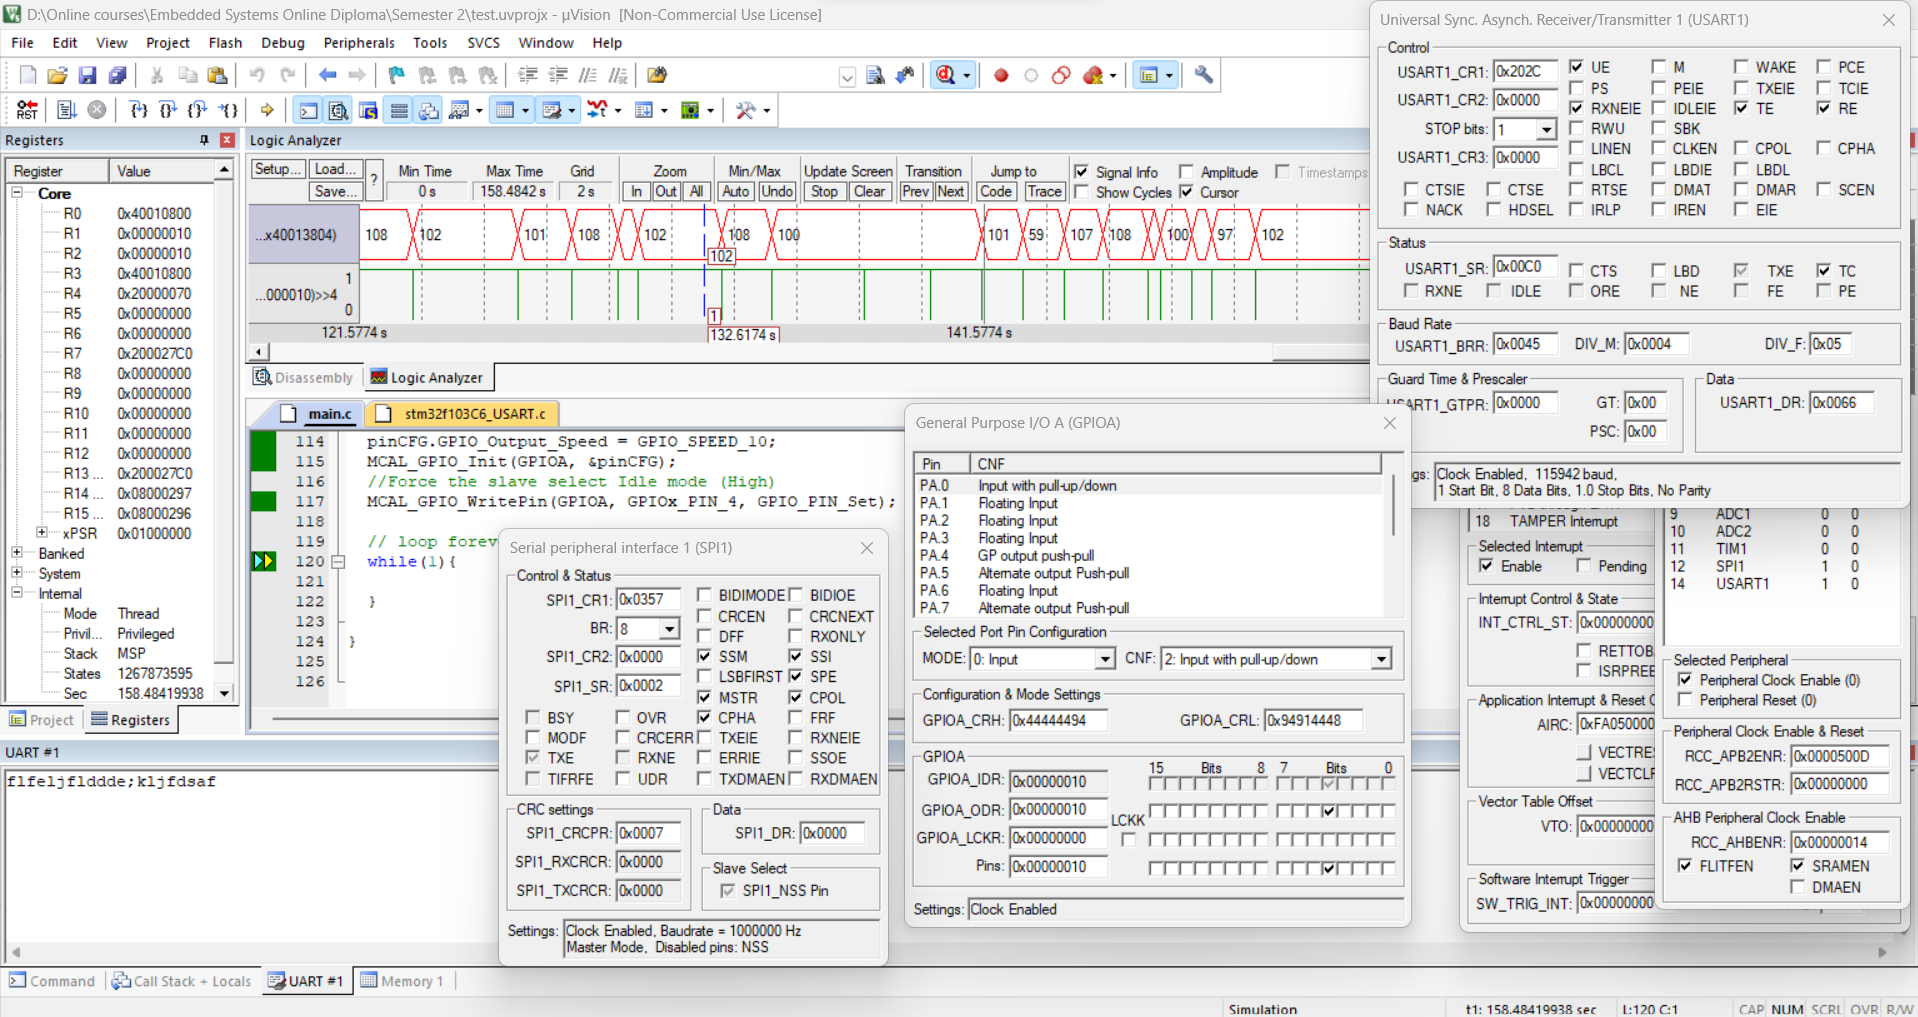 D:\Online courses\Embedded Systems Online Diploma\Semester 2\test.uvprojx - µVision  [Non-Commercial Use License]
File Edit View Project Flash Debug Peripherals Tools SVCS Window Help
RST
Registers
Register Value
Core
R0 0x40010800
R1 0x00000010
R2 0x00000010
R3 0x40010800
R4 0x20000070
R5 0x00000000
R6 0x00000000
R7 0x200027C0
R8 0x00000000
R9 0x00000000
R10 0x00000000
R11 0x00000000
R12 0x00000000
R13 ... 0x200027C0
R14 ... 0x08000297
R15 ... 0x08000296
xPSR 0x01000000
Banked
System
Internal
Mode Thread
Privil... Privileged
Stack MSP
States 1267873595
Sec 158.48419938
Project Registers
Logic Analyzer
Setup... Load... Save... ?
Min Time Max Time Grid Zoom Min/Max Update Screen Transition Jump to
0 s 158.4842 s 2 s In Out All Auto Undo Stop Clear Prev Next Code Trace
Signal Info Amplitude Timestamps
Show Cycles Cursor
...x40013804) 108 102 101 108 102 108 100 101 59 107 108 100 97 102
102
...000010)>>4 1 0
1
121.5774 s 132.6174 s 141.5774 s
Disassembly Logic Analyzer
main.c stm32f103C6_USART.c
114 pinCFG.GPIO_Output_Speed = GPIO_SPEED_10;
115 MCAL_GPIO_Init(GPIOA, &pinCFG);
116 //Force the slave select Idle mode (High)
117 MCAL_GPIO_WritePin(GPIOA, GPIOx_PIN_4, GPIO_PIN_Set);
118
119 // loop forev
120 while(1){
121
122 }
123
124 }
125
126
UART #1
flfeljflddde;kljfdsaf
Serial peripheral interface 1 (SPI1)
Control & Status
SPI1_CR1: 0x0357 BIDIMODE BIDIOE
CRCEN CRCNEXT
BR: 8 DFF RXONLY
SPI1_CR2: 0x0000 SSM SSI
LSBFIRST SPE
SPI1_SR: 0x0002 MSTR CPOL
BSY OVR CPHA FRF
MODF CRCERR TXEIE RXNEIE
TXE RXNE ERRIE SSOE
TIFRFE UDR TXDMAEN RXDMAEN
CRC settings
SPI1_CRCPR: 0x0007
SPI1_RXCRCR: 0x0000
SPI1_TXCRCR: 0x0000
Data
SPI1_DR: 0x0000
Slave Select
SPI1_NSS Pin
Settings: Clock Enabled, Baudrate = 1000000 Hz
Master Mode,  Disabled pins: NSS
General Purpose I/O A (GPIOA)
Pin CNF
PA.0 Input with pull-up/down
PA.1 Floating Input
PA.2 Floating Input
PA.3 Floating Input
PA.4 GP output push-pull
PA.5 Alternate output Push-pull
PA.6 Floating Input
PA.7 Alternate output Push-pull
Selected Port Pin Configuration
MODE: 0: Input CNF: 2: Input with pull-up/down
Configuration & Mode Settings
GPIOA_CRH: 0x44444494 GPIOA_CRL: 0x94914448
GPIOA
15 Bits 8 7 Bits 0
GPIOA_IDR: 0x00000010
GPIOA_ODR: 0x00000010
LCKK
GPIOA_LCKR: 0x00000000
Pins: 0x00000010
Settings: Clock Enabled
Universal Sync. Asynch. Receiver/Transmitter 1 (USART1)
Control
USART1_CR1: 0x202C UE M WAKE PCE
PS PEIE TXEIE TCIE
USART1_CR2: 0x0000 RXNEIE IDLEIE TE RE
STOP bits: 1 RWU SBK
LINEN CLKEN CPOL CPHA
USART1_CR3: 0x0000 LBCL LBDIE LBDL
CTSIE CTSE RTSE DMAT DMAR SCEN
NACK HDSEL IRLP IREN EIE
Status
USART1_SR: 0x00C0 CTS LBD TXE TC
RXNE IDLE ORE NE FE PE
Baud Rate
USART1_BRR: 0x0045 DIV_M: 0x0004 DIV_F: 0x05
Guard Time & Prescaler
USART1_GTPR: 0x0000 GT: 0x00
PSC: 0x00
Data
USART1_DR: 0x0066
gs: Clock Enabled,  115942 baud,
1 Start Bit, 8 Data Bits, 1.0 Stop Bits, No Parity
18 TAMPER Interrupt
Selected Interrupt
Enable Pending
Interrupt Control & State
INT_CTRL_ST: 0x00000000
RETTOB
ISRPREE
Application Interrupt & Reset C
AIRC: 0xFA050000
VECTRES
VECTCLF
Vector Table Offset
VTO: 0x00000000
Software Interrupt Trigger
SW_TRIG_INT: 0x00000000
9 ADC1 0 0
10 ADC2 0 0
11 TIM1 0 0
12 SPI1 1 0
14 USART1 1 0
Selected Peripheral
Peripheral Clock Enable (0)
Peripheral Reset (0)
Peripheral Clock Enable & Reset
RCC_APB2ENR: 0x0000500D
RCC_APB2RSTR: 0x00000000
AHB Peripheral Clock Enable
RCC_AHBENR: 0x00000014
FLITFEN SRAMEN
DMAEN
Command Call Stack + Locals UART #1 Memory 1
Simulation t1: 158.48419938 sec L:120 C:1 CAP NUM SCRL OVR R/W